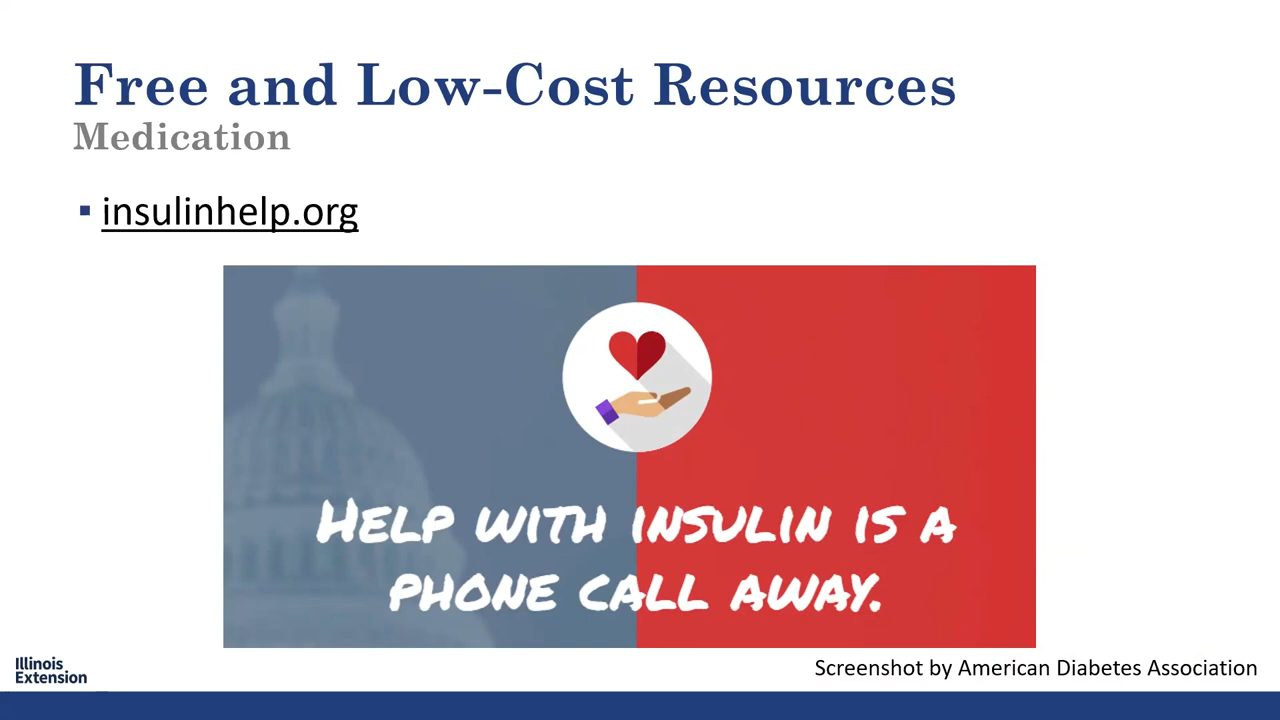 Free and Low-Cost Resources
Medication
▪ insulinhelp.org
HELP WITH INSULIN IS A
PHONE CALL AWAY.
Illinois
Extension
Screenshot by American Diabetes Association